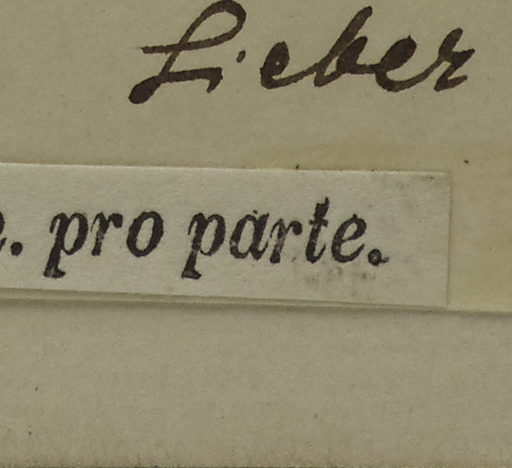 Lieber
. pro parte.